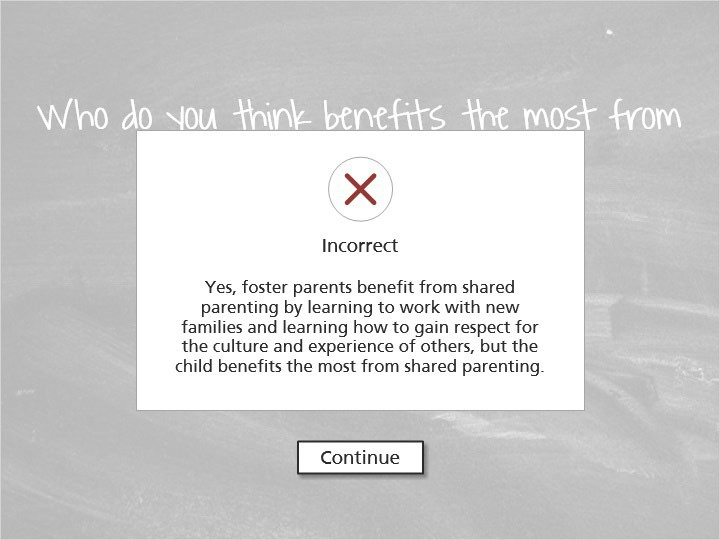 Who do you think benefits the most from
Incorrect
Yes, foster parents benefit from shared
parenting by learning to work with new
families and learning how to gain respect for
the culture and experience of others, but the
child benefits the most from shared parenting.
Continue